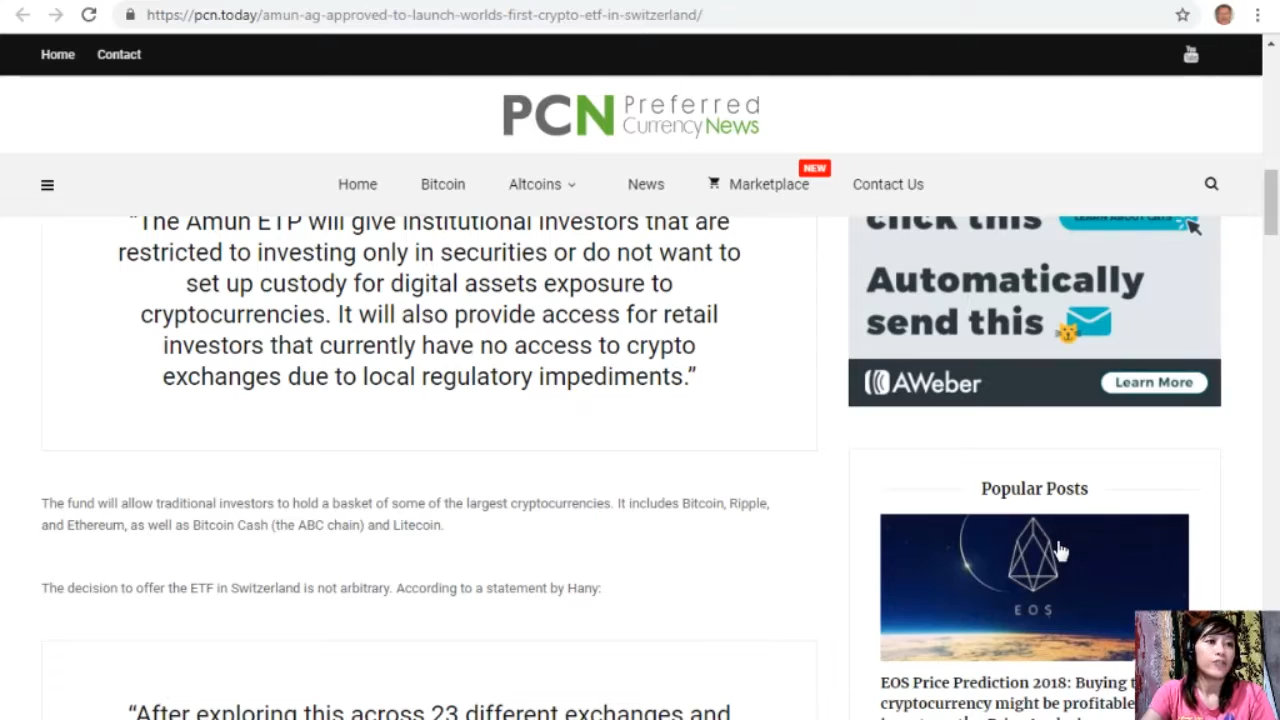 https://pcn.today/amun-ag-approved-to-launch-worlds-first-crypto-etf-in-switzerland/
Home Contact
You
PCN Preferred
CurrencyNews
NEW
Home Bitcoin Altcoins News Marketplace Contact Us
“The Amun ETP will give institutional investors that are
restricted to investing only in securities or do not want to
set up custody for digital assets exposure to
cryptocurrencies. It will also provide access for retail
investors that currently have no access to crypto
exchanges due to local regulatory impediments.”
The fund will allow traditional investors to hold a basket of some of the largest cryptocurrencies. It includes Bitcoin, Ripple,
and Ethereum, as well as Bitcoin Cash (the ABC chain) and Litecoin.
The decision to offer the ETF in Switzerland is not arbitrary. According to a statement by Hany:
“After exploring this across 23 different exchanges and
click this LEARN ABOUT CATS
Automatically
send this
AWeber Learn More
Popular Posts
EOS
EOS Price Prediction 2018: Buying
cryptocurrency might be profitable